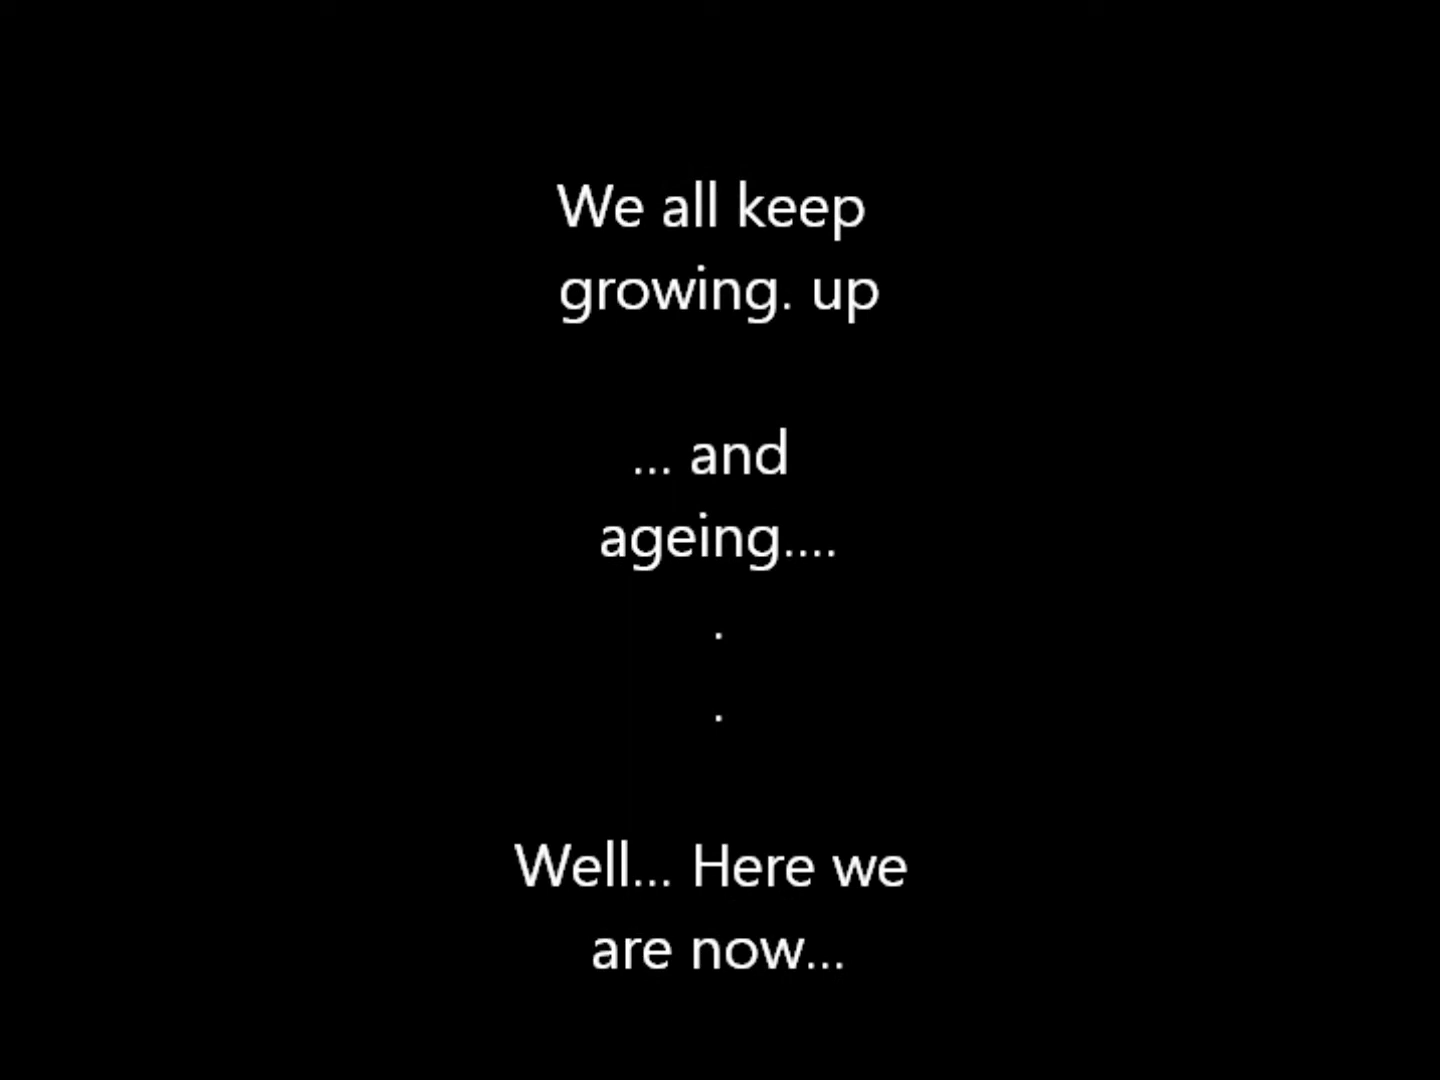 We all keep
growing. up
... and
ageing....
.
.
Well... Here we
are now...